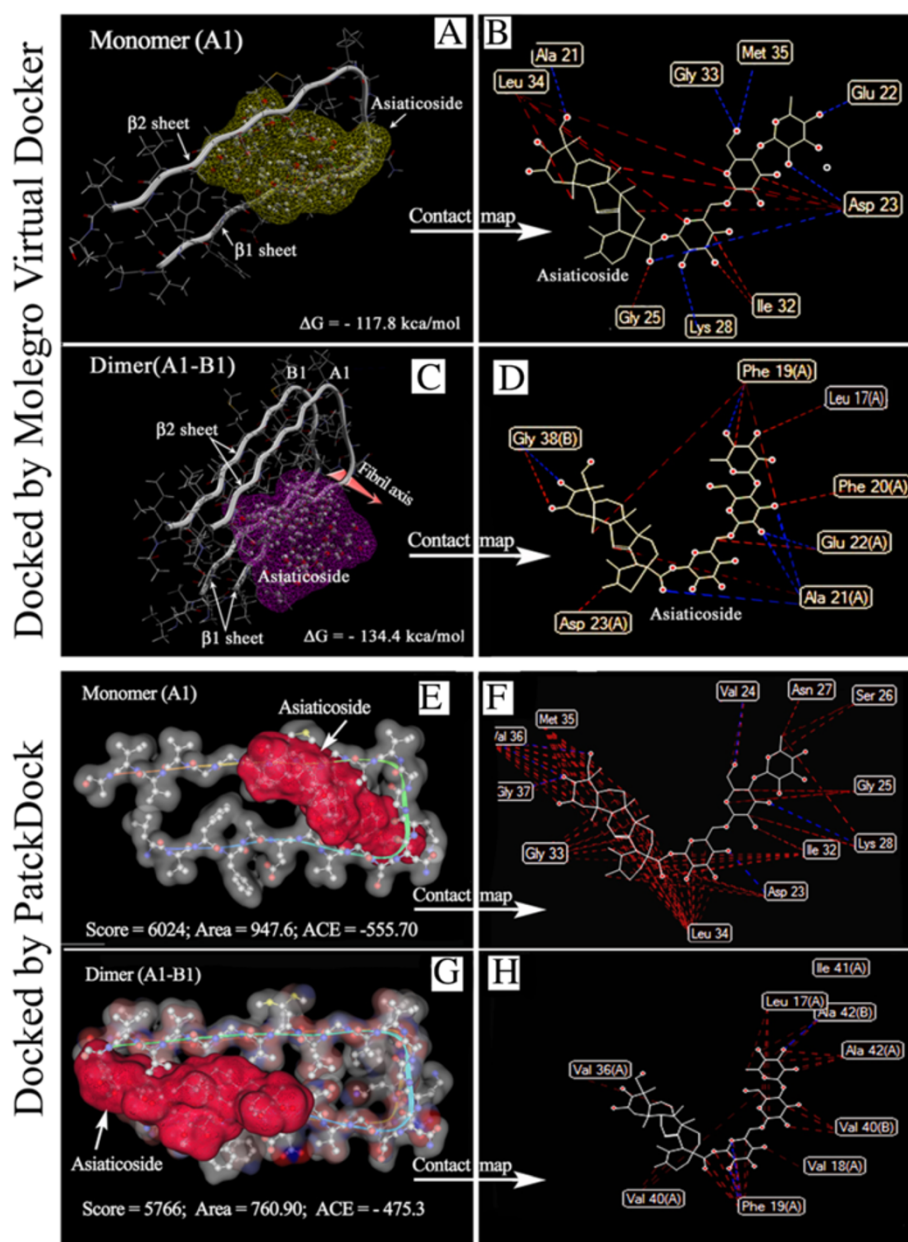 Docked by Molegro Virtual Docker
Monomer (A1)
A
Asiaticoside
β2 sheet
β1 sheet
ΔG = - 117.8 kca/mol
Contact map
B
Ala 21
Leu 34
Gly 33
Met 35
Glu 22
Asp 23
Asiaticoside
Gly 25
Lys 28
Ile 32
Dimer(A1-B1)
C
B1
A1
β2 sheet
Fibril axis
Asiaticoside
β1 sheet
ΔG = - 134.4 kca/mol
Contact map
D
Phe 19(A)
Leu 17(A)
Gly 38(B)
Phe 20(A)
Glu 22(A)
Ala 21(A)
Asiaticoside
Asp 23(A)
Docked by PatckDock
Monomer (A1)
E
Asiaticoside
Contact map
Score = 6024; Area = 947.6; ACE = -555.70
F
Val 24
Asn 27
Ser 26
Met 35
Val 36
Gly 37
Gly 25
Gly 33
Ile 32
Lys 28
Asp 23
Leu 34
Dimer (A1-B1)
G
Asiaticoside
Contact map
Score = 5766; Area = 760.90; ACE = - 475.3
H
Ile 41(A)
Leu 17(A)
Ala 42(B)
Ala 42(A)
Val 36(A)
Val 40(B)
Val 18(A)
Val 40(A)
Phe 19(A)